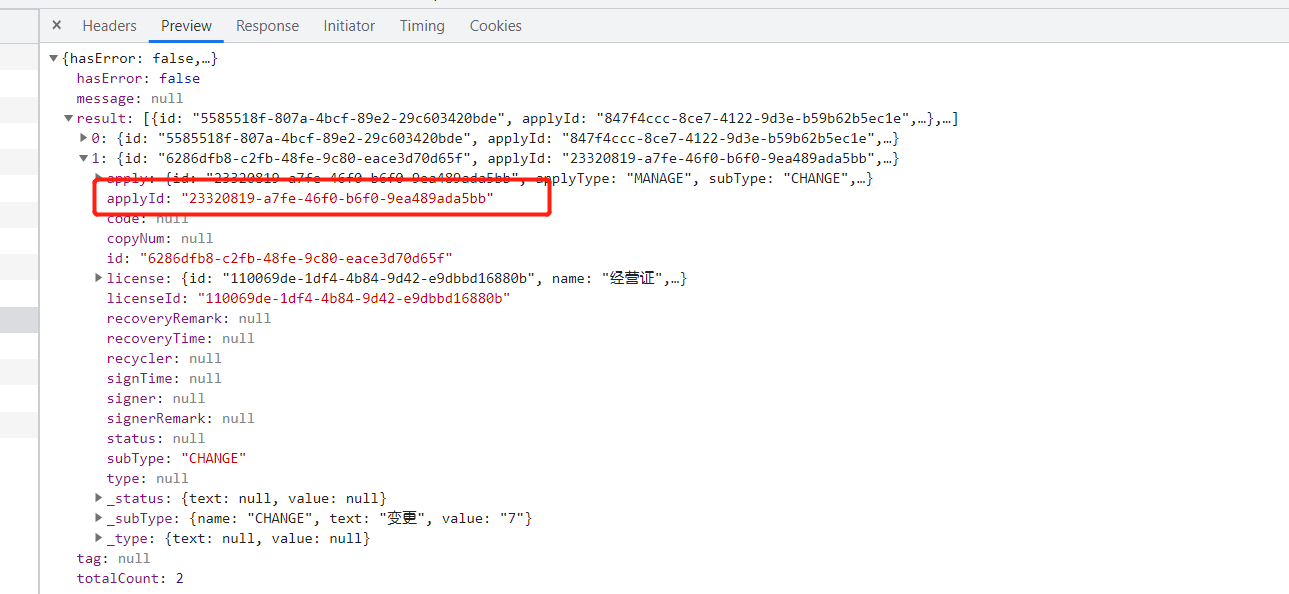 × Headers Preview Response Initiator Timing Cookies
▼{hasError: false,…}
hasError: false
message: null
▼result: [{id: "5585518f-807a-4bcf-89e2-29c603420bde", applyId: "847f4ccc-8ce7-4122-9d3e-b59b62b5ec1e",…},…]
▶0: {id: "5585518f-807a-4bcf-89e2-29c603420bde", applyId: "847f4ccc-8ce7-4122-9d3e-b59b62b5ec1e",…}
▼1: {id: "6286dfb8-c2fb-48fe-9c80-eace3d70d65f", applyId: "23320819-a7fe-46f0-b6f0-9ea489ada5bb",…}
▶apply: {id: "23320819-a7fe-46f0-b6f0-9ea489ada5bb", applyType: "MANAGE", subType: "CHANGE",…}
applyId: "23320819-a7fe-46f0-b6f0-9ea489ada5bb"
code: null
copyNum: null
id: "6286dfb8-c2fb-48fe-9c80-eace3d70d65f"
▶license: {id: "110069de-1df4-4b84-9d42-e9dbbd16880b", name: "经营证",…}
licenseId: "110069de-1df4-4b84-9d42-e9dbbd16880b"
recoveryRemark: null
recoveryTime: null
recycler: null
signTime: null
signer: null
signerRemark: null
status: null
subType: "CHANGE"
type: null
▶_status: {text: null, value: null}
▶_subType: {name: "CHANGE", text: "变更", value: "7"}
▶_type: {text: null, value: null}
tag: null
totalCount: 2